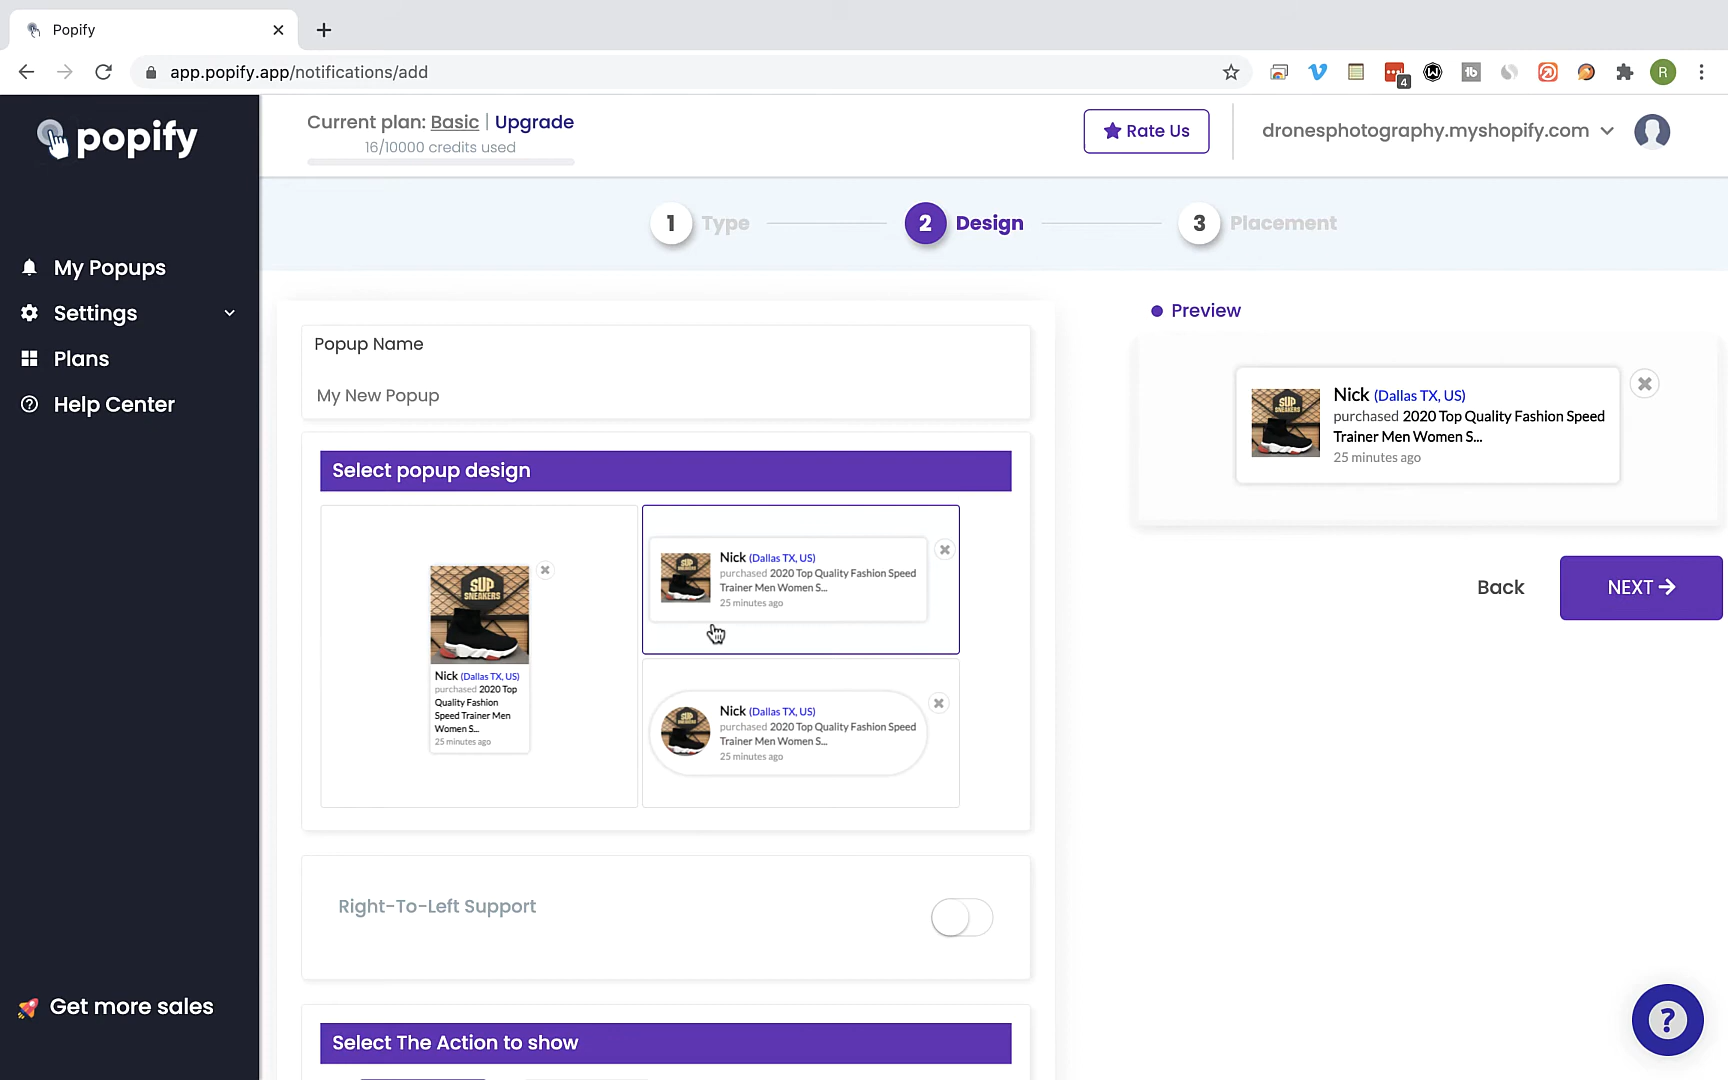 Popify
app.popify.app/notifications/add
4
R
popify
Current plan: Basic | Upgrade
16/10000 credits used
Rate Us
dronesphotography.myshopify.com
1 Type
2 Design
3 Placement
My Popups
Settings
Plans
Help Center
Get more sales
Popup Name
My New Popup
Select popup design
SUP
SNEAKERS
Nick (Dallas TX, US)
purchased 2020 Top
Quality Fashion
Speed Trainer Men
Women S...
25 minutes ago
Nick (Dallas TX, US)
purchased 2020 Top Quality Fashion Speed
Trainer Men Women S...
25 minutes ago
Nick (Dallas TX, US)
purchased 2020 Top Quality Fashion Speed
Trainer Men Women S...
25 minutes ago
Right-To-Left Support
Select The Action to show
Preview
SUP
SNEAKERS
Nick (Dallas TX, US)
purchased 2020 Top Quality Fashion Speed
Trainer Men Women S...
25 minutes ago
Back
NEXT
?